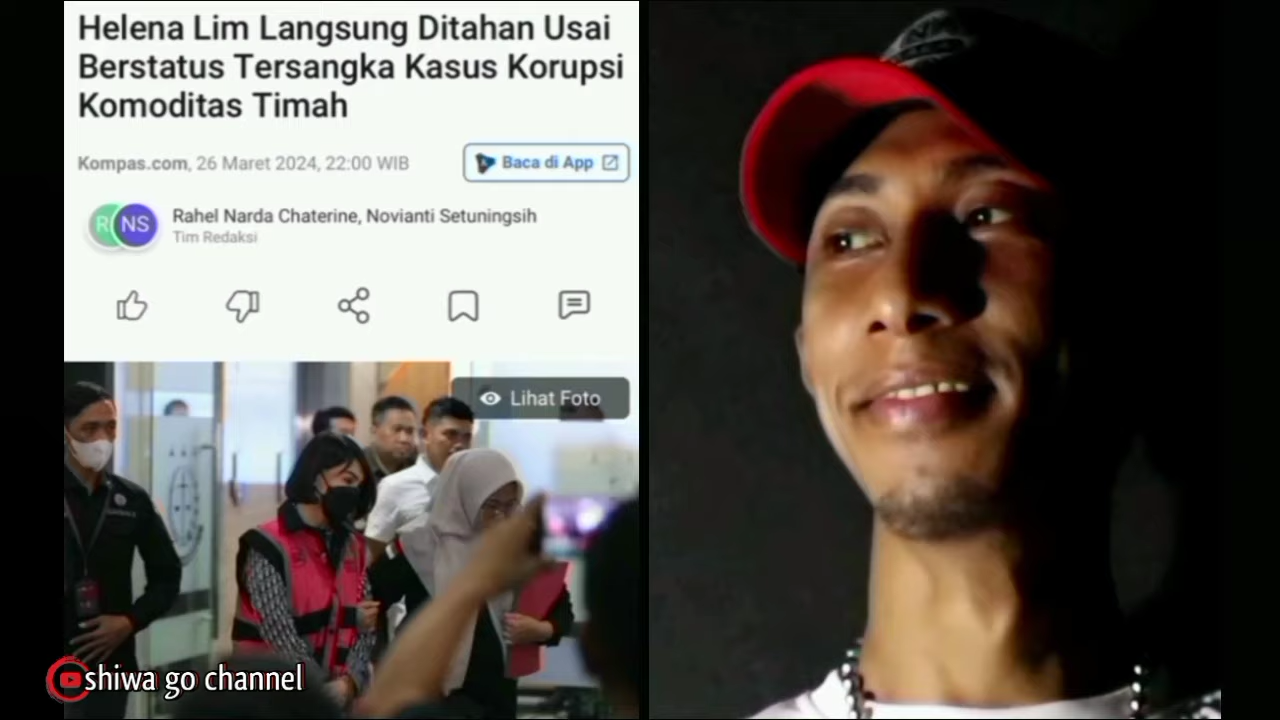 Helena Lim Langsung Ditahan Usai
Berstatus Tersangka Kasus Korupsi
Komoditas Timah
Kompas.com, 26 Maret 2024, 22:00 WIB
Baca di App
R NS
Rahel Narda Chaterine, Novianti Setuningsih
Tim Redaksi
Lihat Foto
shiwa go channel